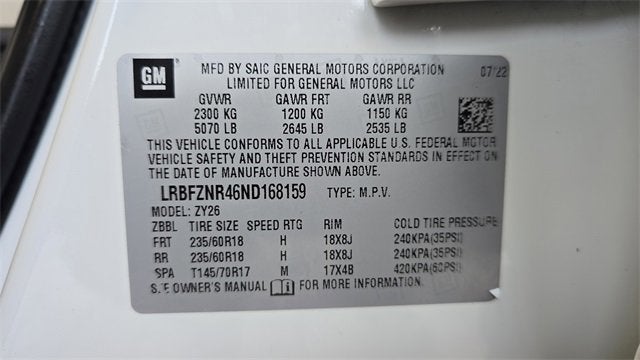 GM
MFD BY SAIC GENERAL MOTORS CORPORATION 07/22
LIMITED FOR GENERAL MOTORS LLC
GVWR GAWR FRT GAWR RR
2300 KG 1200 KG 1150 KG
5070 LB 2645 LB 2535 LB
THIS VEHICLE CONFORMS TO ALL APPLICABLE U.S. FEDERAL MOTOR
VEHICLE SAFETY AND THEFT PREVENTION STANDARDS IN EFFECT ON
THE DATE OF MANUFACTURE SHOWN ABOVE.
LRBFZNR46ND168159 TYPE: M.P.V.
MODEL: ZY26
ZBBL TIRE SIZE SPEED RTG RIM COLD TIRE PRESSURE
FRT 235/60R18 H 18X8J 240KPA(35PSI)
RR 235/60R18 H 18X8J 240KPA(35PSI)
SPA T145/70R17 M 17X4B 420KPA(60PSI)
SEE OWNER'S MANUAL FOR MORE INFORMATION.